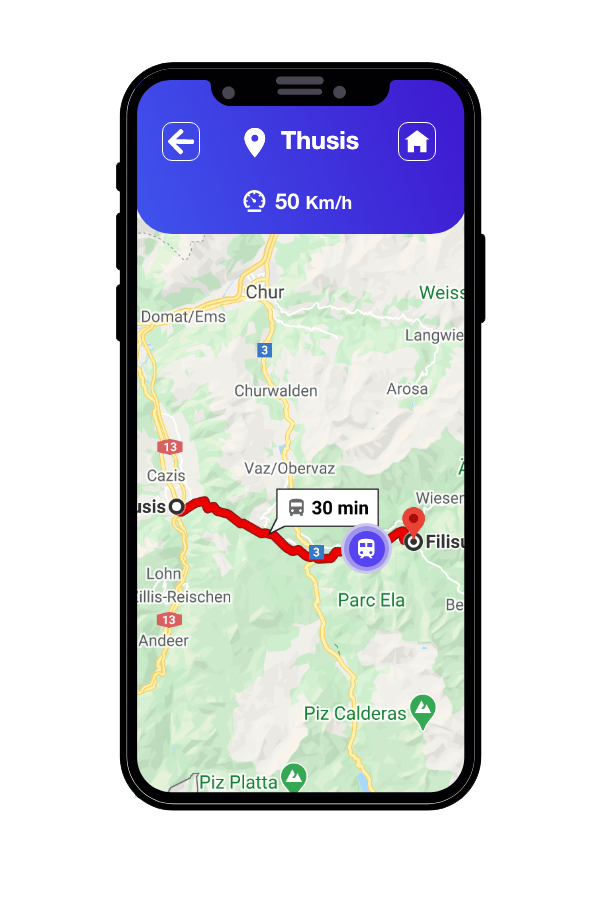 Thusis
50 Km/h
Chur
Weiss
Domat/Ems
Langwie
3
Churwalden
Arosa
13
Cazis
Vaz/Obervaz
Wiesen
usis
30 min
3
Filisu
Lohn
Zillis-Reischen
Parc Ela
Be
13
Andeer
Piz Calderas
Piz Platta